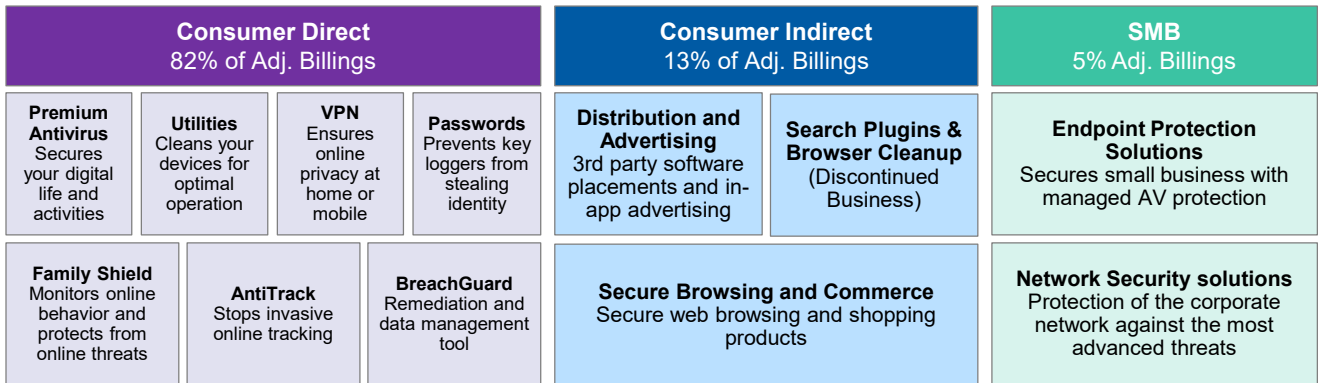 Consumer Direct
82% of Adj. Billings
Consumer Indirect
13% of Adj. Billings
SMB
5% Adj. Billings
Premium
Antivirus
Secures
your digital
life and
activities
Utilities
Cleans your
devices for
optimal
operation
VPN
Ensures
online
privacy at
home or
mobile
Passwords
Prevents key
loggers from
stealing
identity
Distribution and
Advertising
3rd party software
placements and in-
app advertising
Search Plugins &
Browser Cleanup
(Discontinued
Business)
Endpoint Protection
Solutions
Secures small business with
managed AV protection
Family Shield
Monitors online
behavior and
protects from
online threats
AntiTrack
Stops invasive
online tracking
BreachGuard
Remediation and
data management
tool
Secure Browsing and Commerce
Secure web browsing and shopping
products
Network Security solutions
Protection of the corporate
network against the most
advanced threats